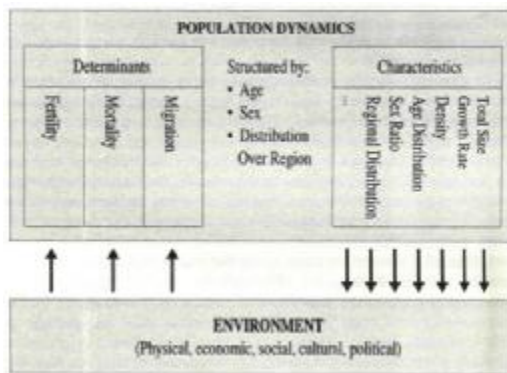 POPULATION DYNAMICS
Determinants
Fertility
Mortality
Migration
Structured by:
• Age
• Sex
• Distribution
Over Region
Characteristics
...
Regional Distribution
Sex Ratio
Age Distribution
Density
Growth Rate
Total Size
ENVIRONMENT
(Physical, economic, social, cultural, political)